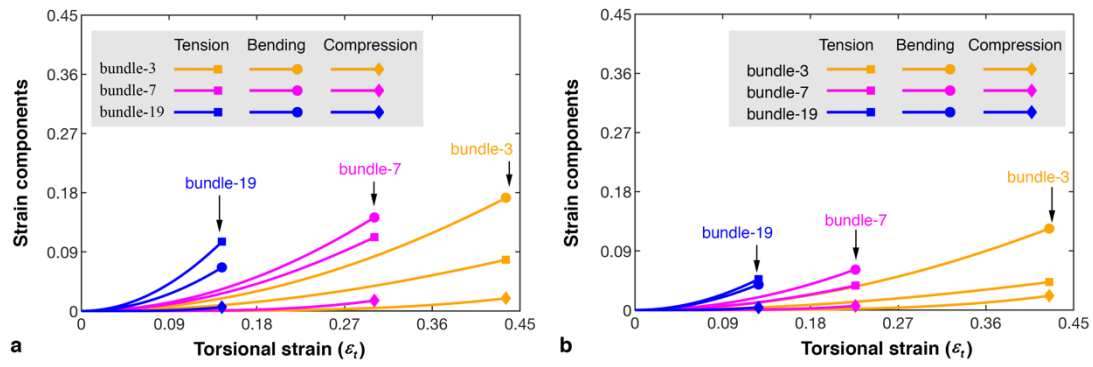 0.45
0.36
0.27
0.18
0.09
0
Strain components
Tension Bending Compression
bundle-3
bundle-7
bundle-19
bundle-19
bundle-7
bundle-3
0 0.09 0.18 0.27 0.36 0.45
Torsional strain (εt)
a
0.45
0.36
0.27
0.18
0.09
0
Strain components
Tension Bending Compression
bundle-3
bundle-7
bundle-19
bundle-19
bundle-7
bundle-3
0 0.09 0.18 0.27 0.36 0.45
Torsional strain (εt)
b